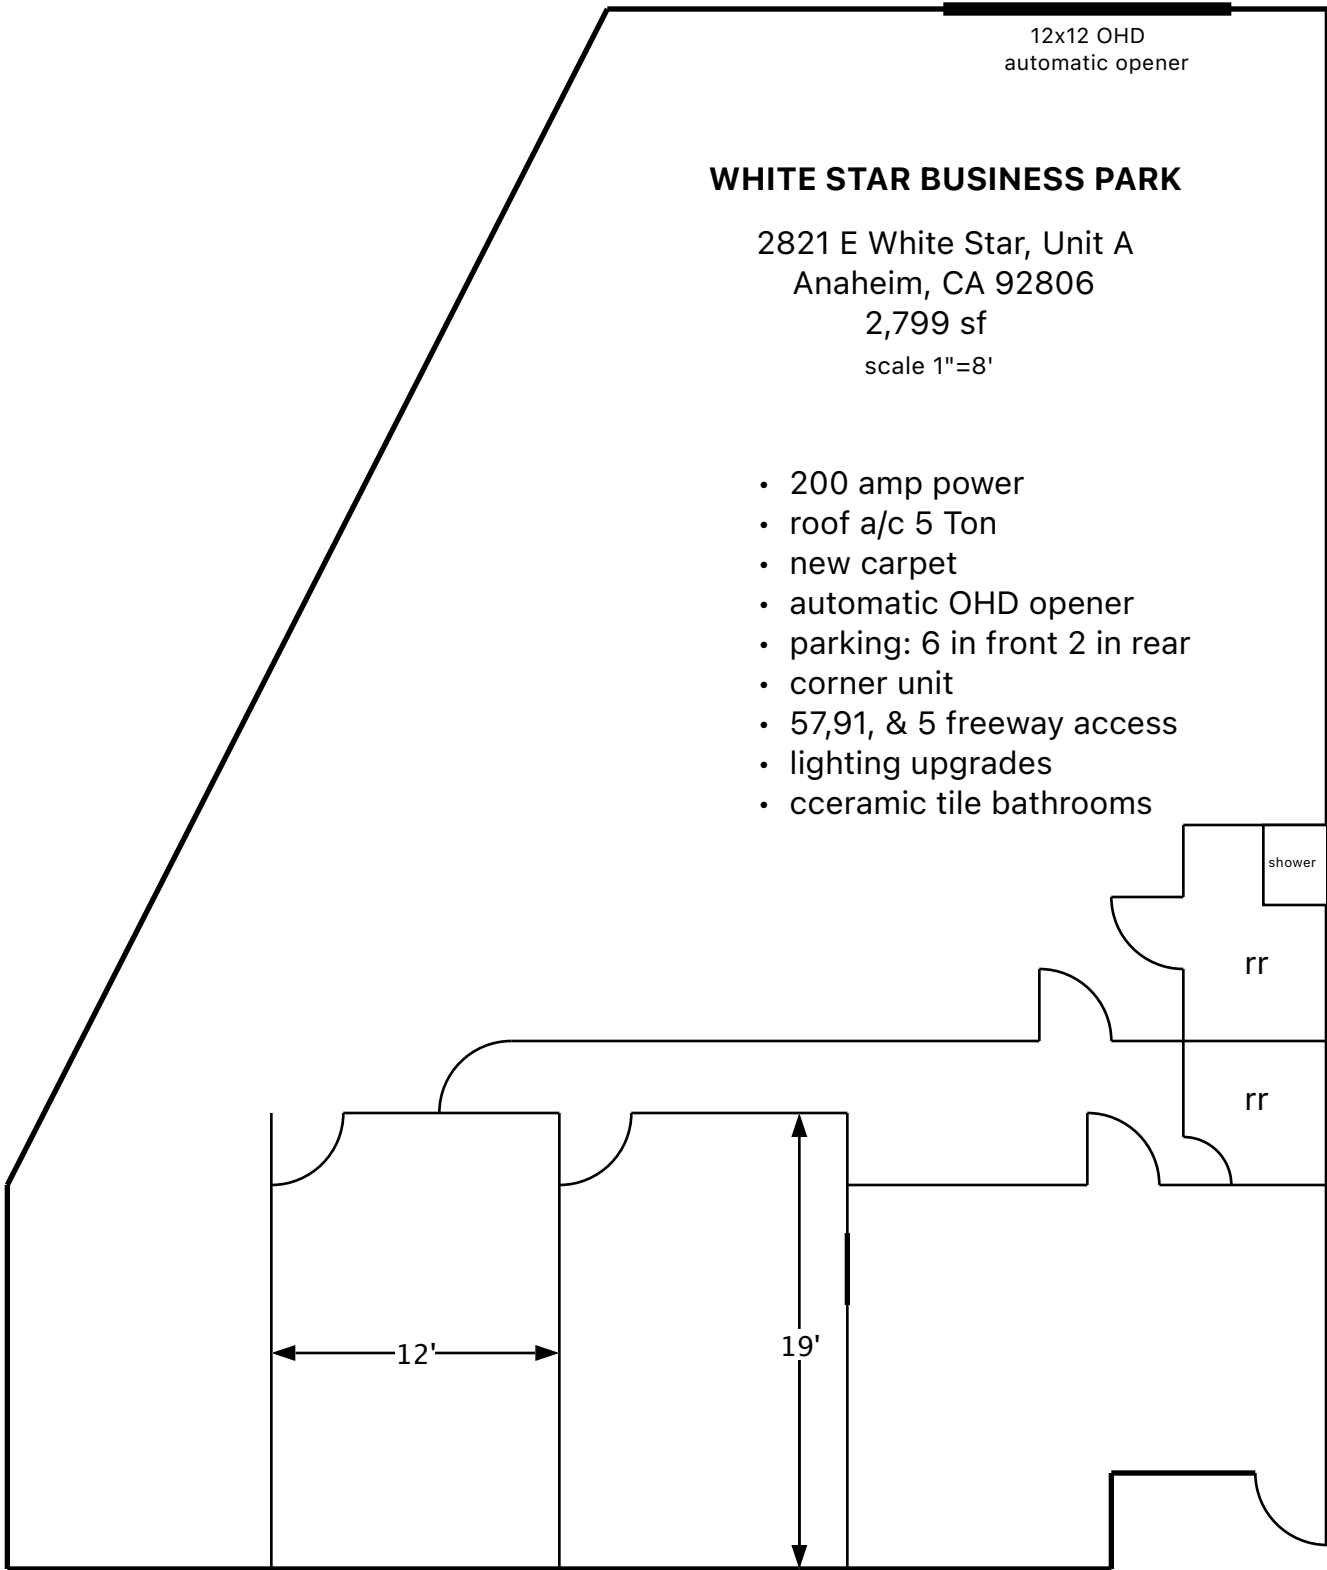 12x12 OHD
automatic opener
WHITE STAR BUSINESS PARK
2821 E White Star, Unit A
Anaheim, CA 92806
2,799 sf
scale 1"=8'
• 200 amp power
• roof a/c 5 Ton
• new carpet
• automatic OHD opener
• parking: 6 in front 2 in rear
• corner unit
• 57,91, & 5 freeway access
• lighting upgrades
• cceramic tile bathrooms
shower
rr
rr
19'
12'